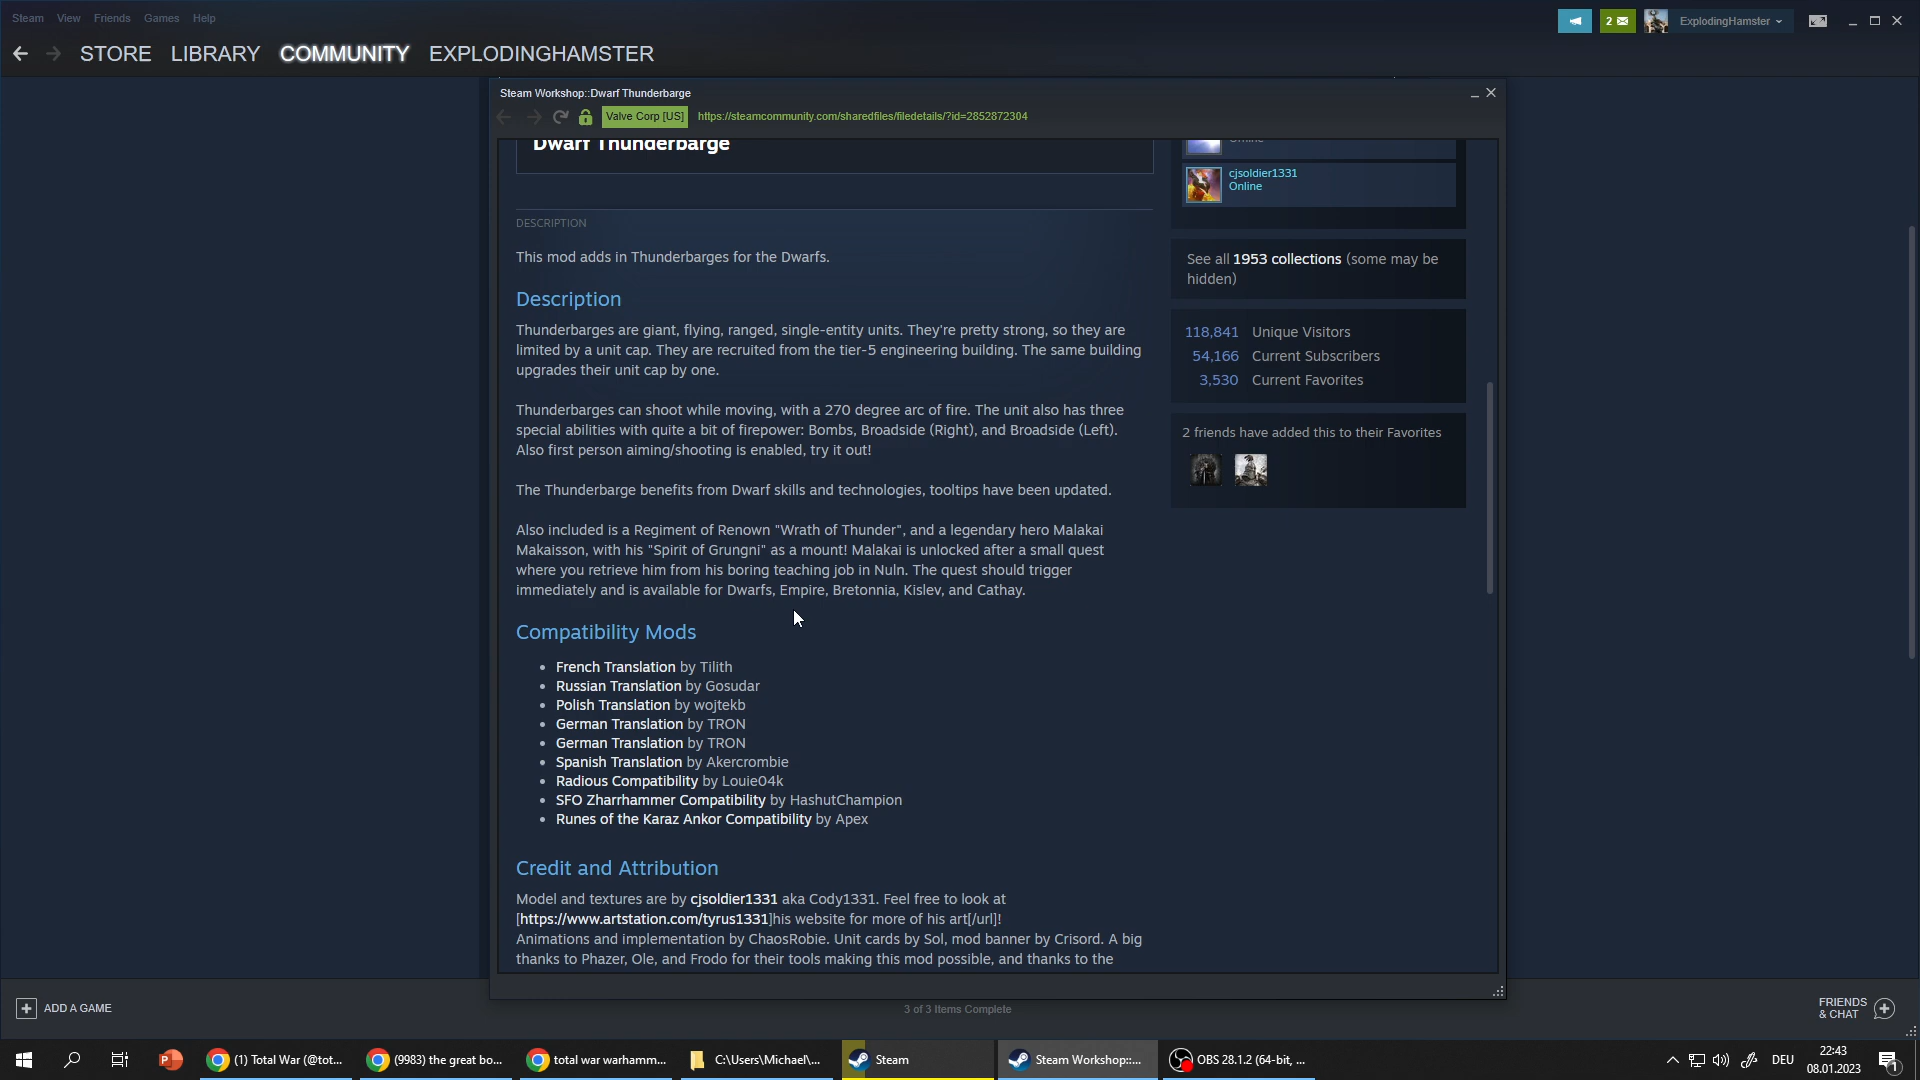 Steam View Friends Games Help
2
ExplodingHamster
STORE LIBRARY COMMUNITY EXPLODINGHAMSTER
Steam Workshop::Dwarf Thunderbarge
Valve Corp [US] https://steamcommunity.com/sharedfiles/filedetails/?id=2852872304
Dwarf Thunderbarge
DESCRIPTION
This mod adds in Thunderbarges for the Dwarfs.
Description
Thunderbarges are giant, flying, ranged, single-entity units. They're pretty strong, so they are
limited by a unit cap. They are recruited from the tier-5 engineering building. The same building
upgrades their unit cap by one.
Thunderbarges can shoot while moving, with a 270 degree arc of fire. The unit also has three
special abilities with quite a bit of firepower: Bombs, Broadside (Right), and Broadside (Left).
Also first person aiming/shooting is enabled, try it out!
The Thunderbarge benefits from Dwarf skills and technologies, tooltips have been updated.
Also included is a Regiment of Renown "Wrath of Thunder", and a legendary hero Malakai
Makaisson, with his "Spirit of Grungni" as a mount! Malakai is unlocked after a small quest
where you retrieve him from his boring teaching job in Nuln. The quest should trigger
immediately and is available for Dwarfs, Empire, Bretonnia, Kislev, and Cathay.
Compatibility Mods
French Translation by Tilith
Russian Translation by Gosudar
Polish Translation by wojtekb
German Translation by TRON
German Translation by TRON
Spanish Translation by Akercrombie
Radious Compatibility by Louie04k
SFO Zharrhammer Compatibility by HashutChampion
Runes of the Karaz Ankor Compatibility by Apex
Credit and Attribution
Model and textures are by cjsoldier1331 aka Cody1331. Feel free to look at
[https://www.artstation.com/tyrus1331]his website for more of his art[/url]!
Animations and implementation by ChaosRobie. Unit cards by Sol, mod banner by Crisord. A big
thanks to Phazer, Ole, and Frodo for their tools making this mod possible, and thanks to the
Online
cjsoldier1331
Online
See all 1953 collections (some may be
hidden)
118,841 Unique Visitors
54,166 Current Subscribers
3,530 Current Favorites
2 friends have added this to their Favorites
ADD A GAME
3 of 3 Items Complete
FRIENDS
& CHAT
(1) Total War (@tot...
(9983) the great bo...
total war warhamm...
C:\Users\Michael\...
Steam
Steam Workshop::...
OBS 28.1.2 (64-bit, ...
DEU
22:43
08.01.2023
1